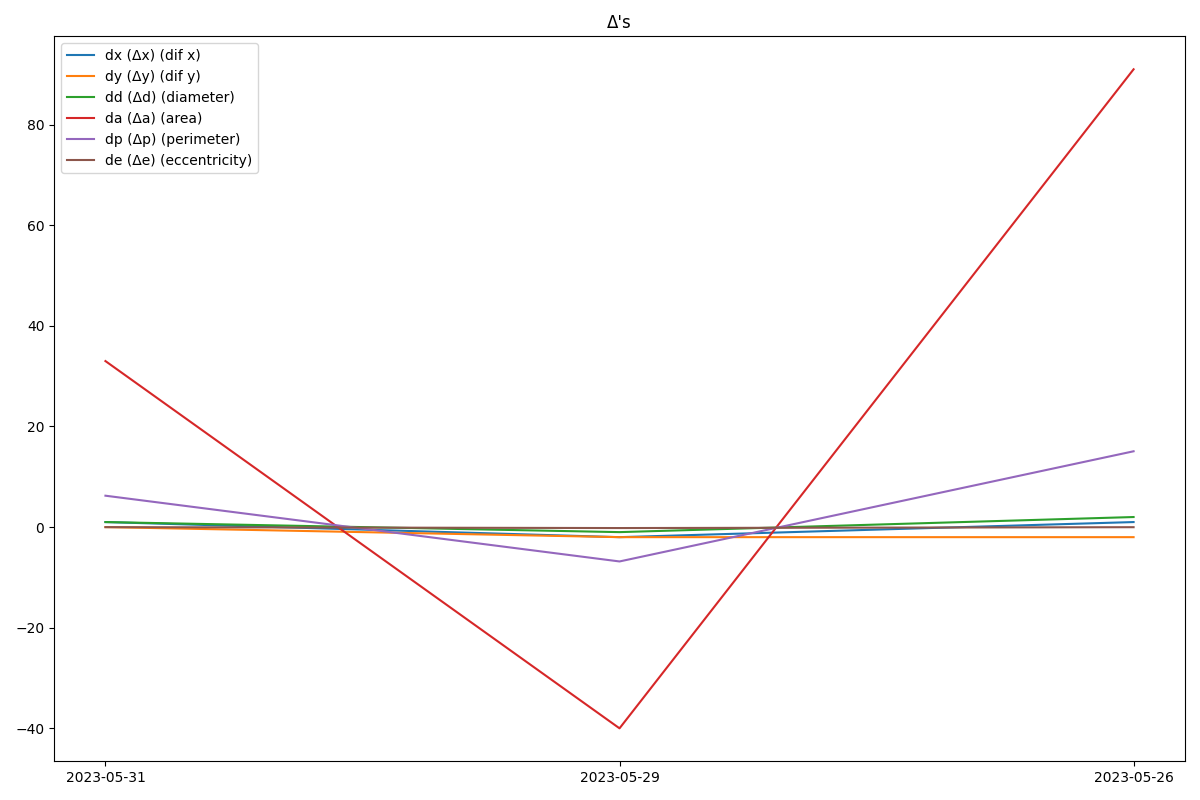 Δ's
dx (Δx) (dif x)
dy (Δy) (dif y)
dd (Δd) (diameter)
da (Δa) (area)
dp (Δp) (perimeter)
de (Δe) (eccentricity)
80
60
40
20
0
−20
−40
2023-05-31 2023-05-29 2023-05-26